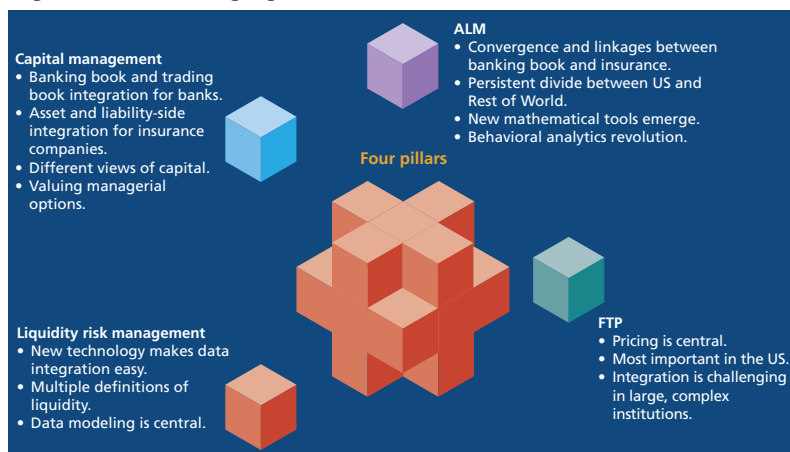 Capital management
• Banking book and trading
book integration for banks.
• Asset and liability-side
integration for insurance
companies.
• Different views of capital.
• Valuing managerial
options.
ALM
• Convergence and linkages between
banking book and insurance.
• Persistent divide between US and
Rest of World.
• New mathematical tools emerge.
• Behavioral analytics revolution.
Four pillars
Liquidity risk management
• New technology makes data
integration easy.
• Multiple definitions of
liquidity.
• Data modeling is central.
FTP
• Pricing is central.
• Most important in the US.
• Integration is challenging
in large, complex
institutions.